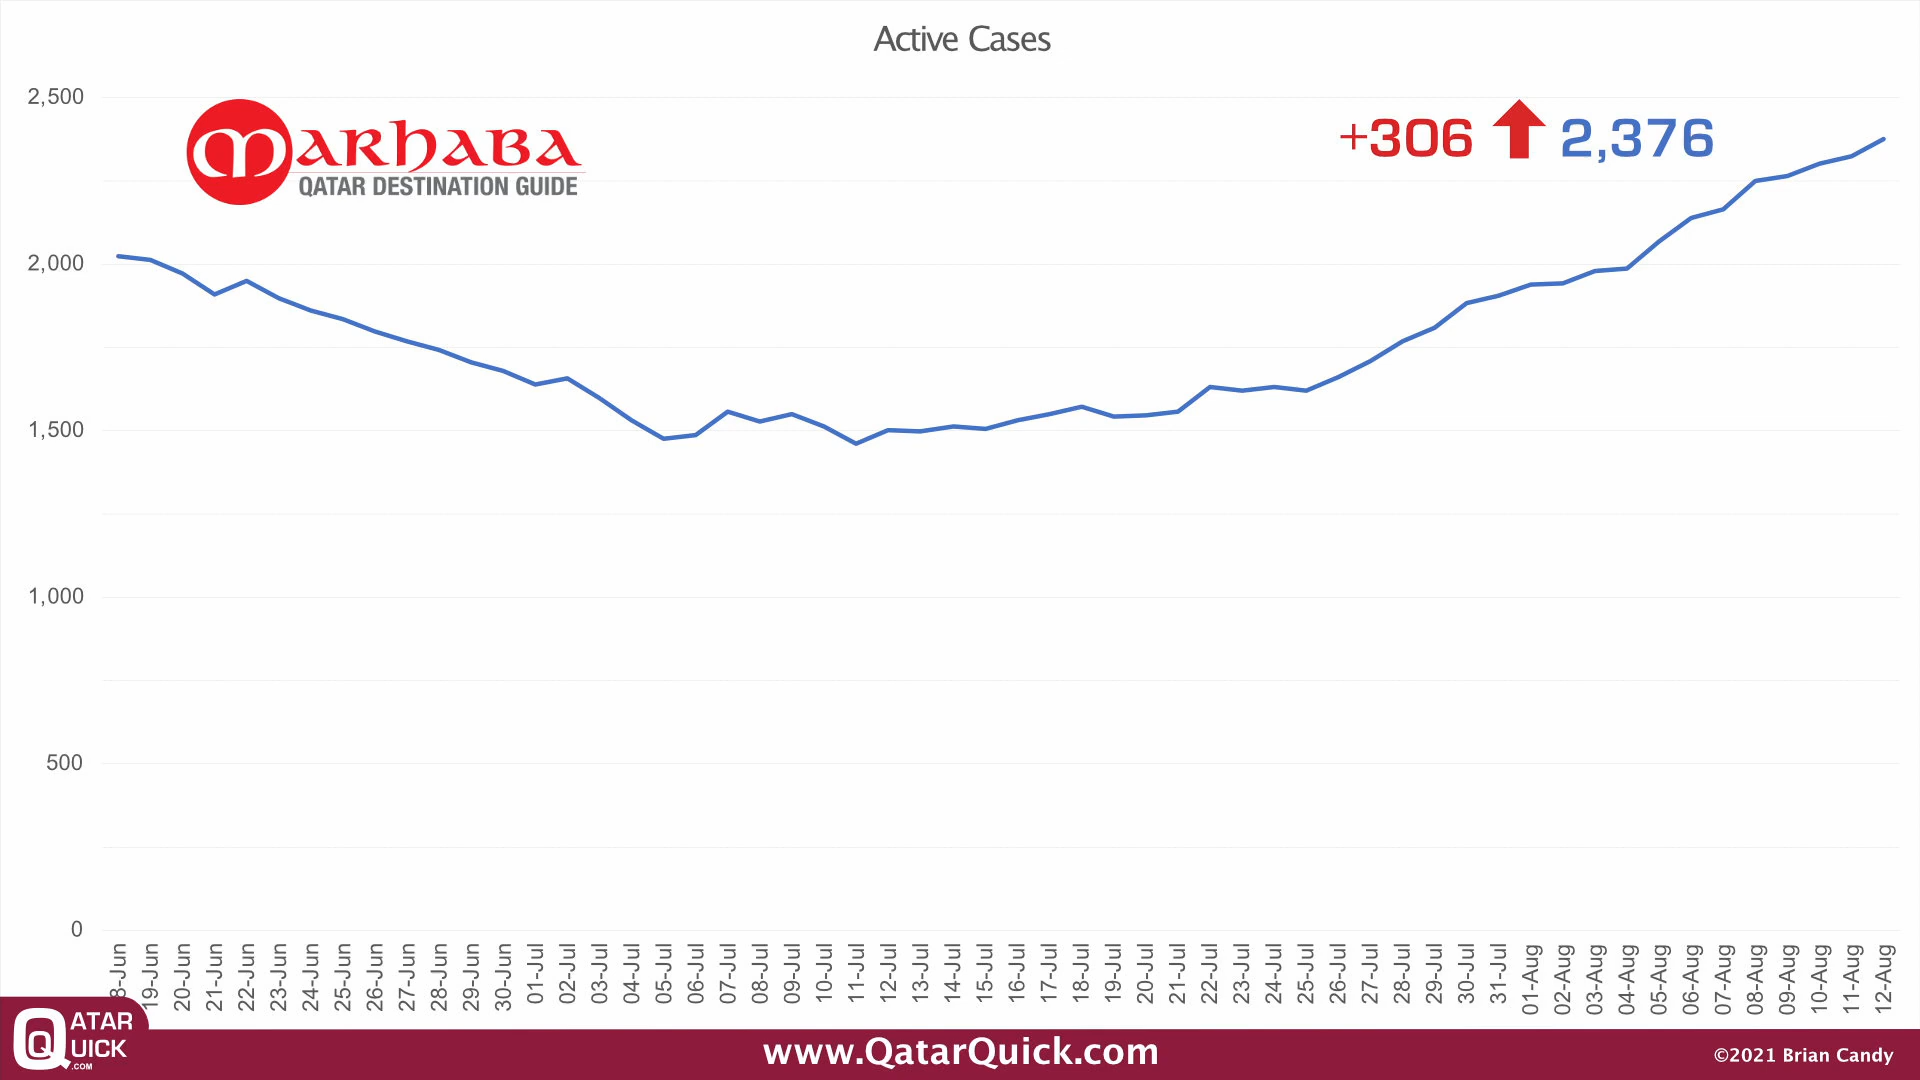 Active Cases
2,500
2,000
1,500
1,000
500
0
MARHABA
QATAR DESTINATION GUIDE
+306 2,376
8-Jun
19-Jun
20-Jun
21-Jun
22-Jun
23-Jun
24-Jun
25-Jun
26-Jun
27-Jun
28-Jun
29-Jun
30-Jun
01-Jul
02-Jul
03-Jul
04-Jul
05-Jul
06-Jul
07-Jul
08-Jul
09-Jul
10-Jul
11-Jul
12-Jul
13-Jul
14-Jul
15-Jul
16-Jul
17-Jul
18-Jul
19-Jul
20-Jul
21-Jul
22-Jul
23-Jul
24-Jul
25-Jul
26-Jul
27-Jul
28-Jul
29-Jul
30-Jul
31-Jul
01-Aug
02-Aug
03-Aug
04-Aug
05-Aug
06-Aug
07-Aug
08-Aug
09-Aug
10-Aug
11-Aug
12-Aug
QATAR
QUICK
.COM
www.QatarQuick.com
©2021 Brian Candy